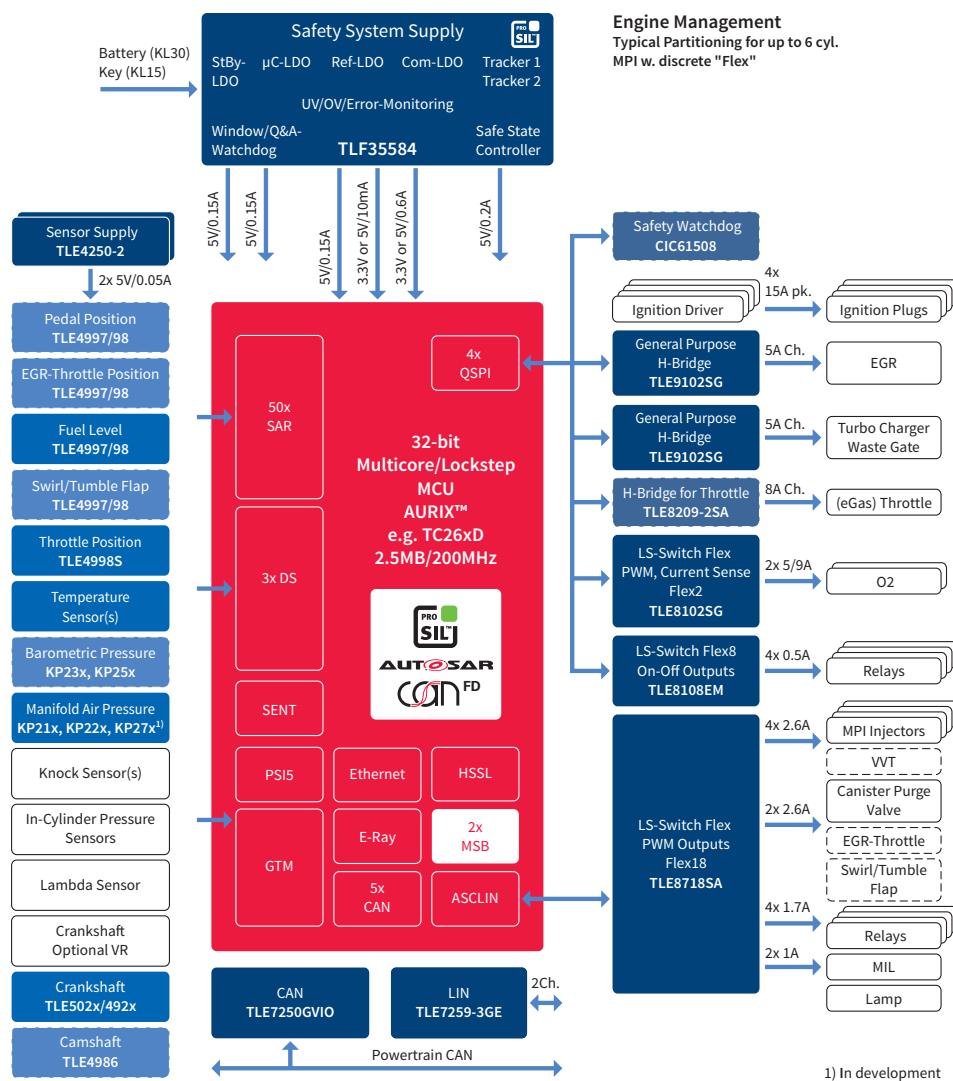 Engine Management
Typical Partitioning for up to 6 cyl.
MPI w. discrete "Flex"
Battery (KL30)
Key (KL15)
Safety System Supply
PRO
SIL
StBy-
LDO
µC-LDO
Ref-LDO
Com-LDO
Tracker 1
Tracker 2
UV/OV/Error-Monitoring
Window/Q&A-
Watchdog
TLF35584
Safe State
Controller
5V/0.15A
5V/0.15A
5V/0.15A
3.3V or 5V/10mA
3.3V or 5V/0.6A
5V/0.2A
Sensor Supply
TLE4250-2
2x 5V/0.05A
Pedal Position
TLE4997/98
EGR-Throttle Position
TLE4997/98
Fuel Level
TLE4997/98
Swirl/Tumble Flap
TLE4997/98
Throttle Position
TLE4998S
Temperature
Sensor(s)
Barometric Pressure
KP23x, KP25x
Manifold Air Pressure
KP21x, KP22x, KP27x1)
Knock Sensor(s)
In-Cylinder Pressure
Sensors
Lambda Sensor
Crankshaft
Optional VR
Crankshaft
TLE502x/492x
Camshaft
TLE4986
50x
SAR
4x
QSPI
32-bit
Multicore/Lockstep
MCU
AURIX™
e.g. TC26xD
2.5MB/200MHz
3x DS
PRO
SIL™
AUTOSAR
CAN FD
SENT
PSI5
Ethernet
HSSL
GTM
E-Ray
2x
MSB
5x
CAN
ASCLIN
CAN
TLE7250GVIO
LIN
TLE7259-3GE
2Ch.
Powertrain CAN
Safety Watchdog
CIC61508
Ignition Driver
4x
15A pk.
Ignition Plugs
General Purpose
H-Bridge
TLE9102SG
5A Ch.
EGR
General Purpose
H-Bridge
TLE9102SG
5A Ch.
Turbo Charger
Waste Gate
H-Bridge for Throttle
TLE8209-2SA
8A Ch.
(eGas) Throttle
LS-Switch Flex
PWM, Current Sense
Flex2
TLE8102SG
2x 5/9A
O2
LS-Switch Flex8
On-Off Outputs
TLE8108EM
4x 0.5A
Relays
LS-Switch Flex
PWM Outputs
Flex18
TLE8718SA
4x 2.6A
MPI Injectors
VVT
2x 2.6A
Canister Purge
Valve
EGR-Throttle
Swirl/Tumble
Flap
4x 1.7A
Relays
2x 1A
MIL
Lamp
1) In development